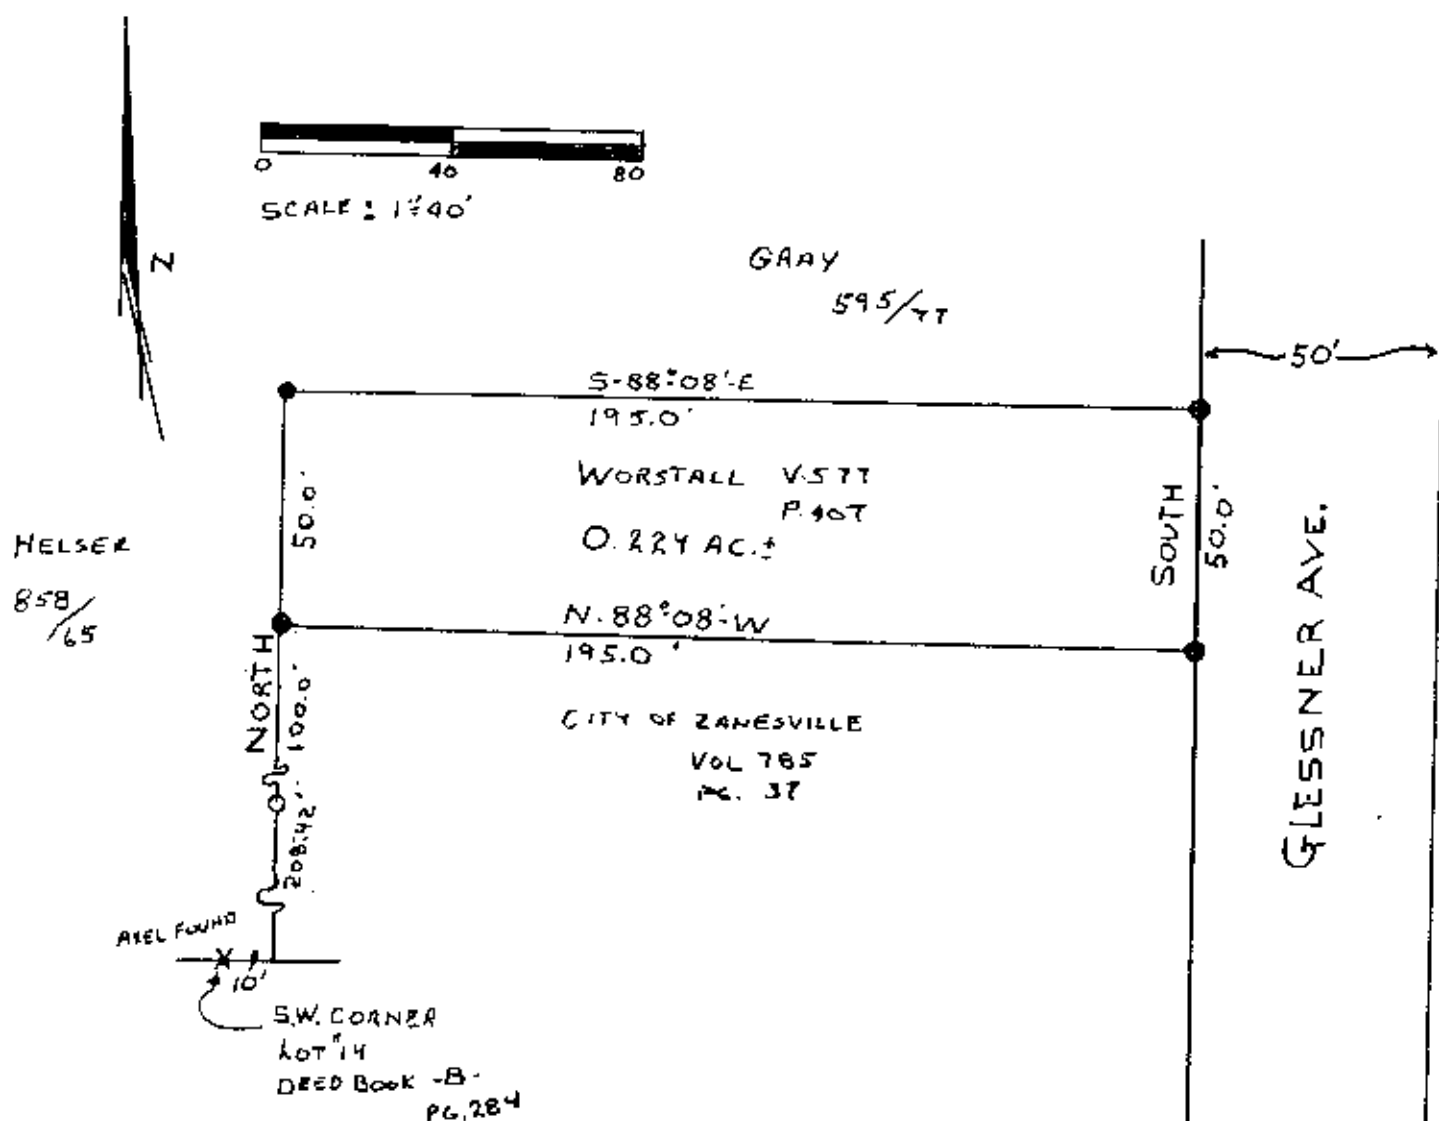 0 40 80
SCALE : 1"=40'
N
GRAY
595/77
50'
S-88°08'-E
195.0'
WORSTALL V.577
P.407
0.224 AC.±
50.0'
SOUTH
50.0'
HELSER
858/65
N-88°08'-W
195.0'
NORTH
100.0'
208.42'
CITY OF ZANESVILLE
VOL 785
PG. 37
GLESSNER AVE.
AXEL FOUND
10'
S.W. CORNER
LOT #14
DEED BOOK -B-
PG. 284